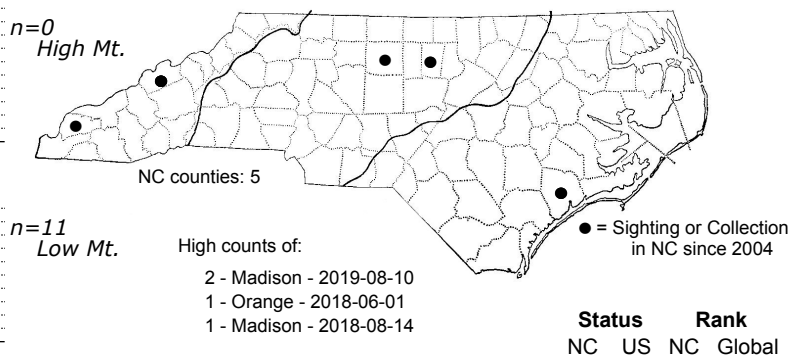 n=0
High Mt.
NC counties: 5
n=11
Low Mt.
● = Sighting or Collection
in NC since 2004
High counts of:
2 - Madison - 2019-08-10
1 - Orange - 2018-06-01
1 - Madison - 2018-08-14
Status Rank
NC US NC Global